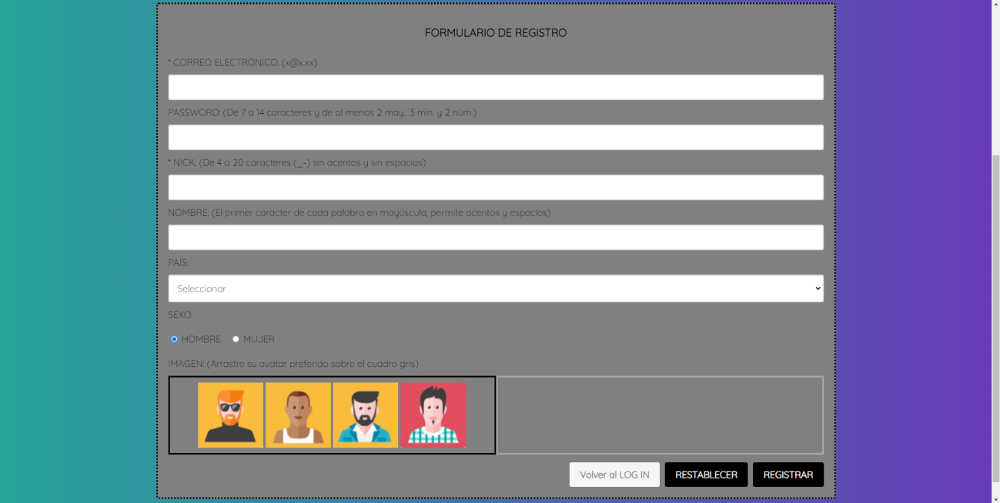 FORMULARIO DE REGISTRO
* CORREO ELECTRÓNICO: (x@x.xx)
PASSWORD: (De 7 a 14 caracteres y de al menos 2 may., 3 min. y 2 núm.)
* NICK: (De 4 a 20 caracteres (_-) sin acentos y sin espacios)
NOMBRE: (El primer caracter de cada palabra en mayúscula, permite acentos y espacios)
PAÍS:
Seleccionar
SEXO:
HOMBRE MUJER
IMAGEN: (Arrastre su avatar preferido sobre el cuadro gris)
Volver al LOG IN RESTABLECER REGISTRAR